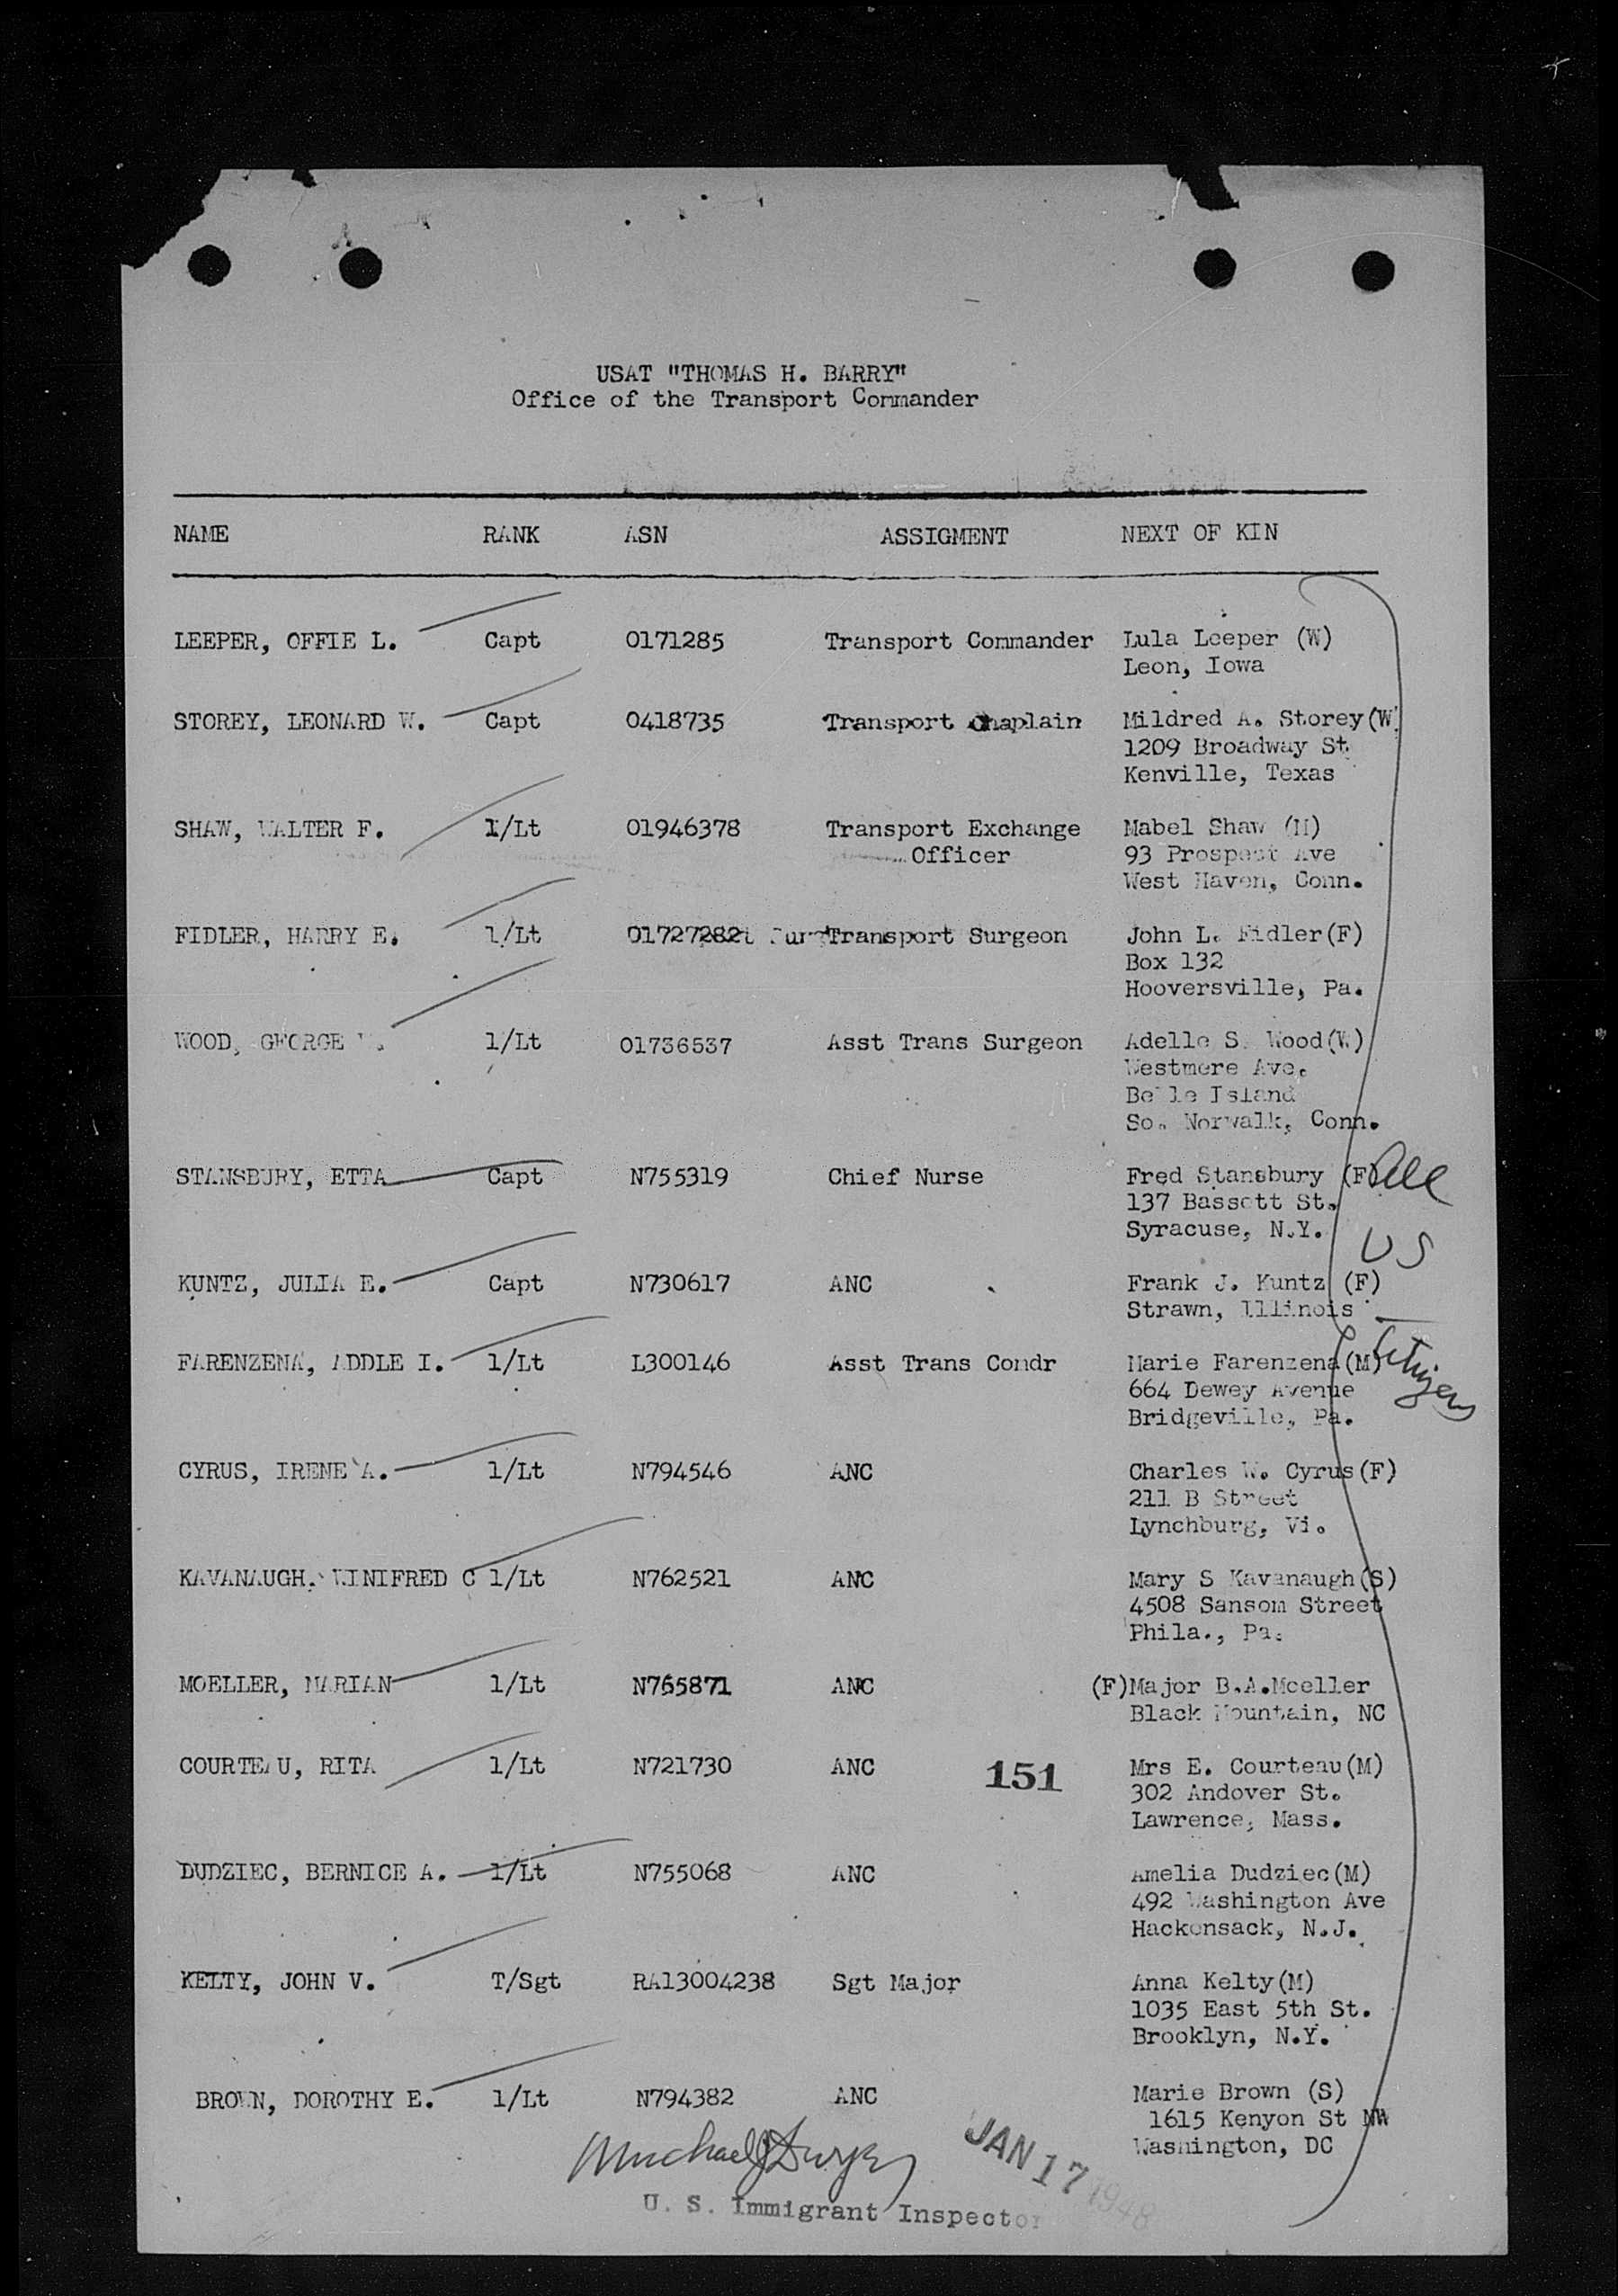 USAT "THOMAS H. BARRY"
Office of the Transport Commander
NAME RANK ASN ASSIGMENT NEXT OF KIN
LEEPER, OFFIE L. Capt O171285 Transport Commander Lula Leeper (W)
Leon, Iowa
STOREY, LEONARD W. Capt O418735 Transport Chaplain Mildred A. Storey(W)
1209 Broadway St.
Kenville, Texas
SHAW, WALTER F. 1/Lt O1946378 Transport Exchange Mabel Shaw (M)
Officer 93 Prospect Ave
West Haven, Conn.
FIDLER, HARRY E. 1/Lt O1727282 Transport Surgeon John L. Fidler(F)
Box 132
Hooversville, Pa.
WOOD, GEORGE 1/Lt O1736537 Asst Trans Surgeon Adelle S. Wood(W)
Westmere Ave.
Belle Island
So. Norwalk, Conn.
STANSBURY, ETTA Capt N755319 Chief Nurse Fred Stansbury (F)
137 Bassett St.
Syracuse, N.Y.
All
US
Citizens
KUNTZ, JULIA E. Capt N730617 ANC Frank J. Kuntz (F)
Strawn, Illinois
FARENZENA, ADDLE I. 1/Lt L300146 Asst Trans Comdr Marie Farenzena(M)
664 Dewey Avenue
Bridgeville, Pa.
CYRUS, IRENE A. 1/Lt N794546 ANC Charles W. Cyrus(F)
211 B Street
Lynchburg, Vi.
KAVANAUGH, WINIFRED C 1/Lt N762521 ANC Mary S Kavanaugh(S)
4508 Sansom Street
Phila., Pa.
MOELLER, MARIAN 1/Lt N765871 ANC (F)Major B.A.Moeller
Black Mountain, NC
COURTEAU, RITA 1/Lt N721730 ANC 151 Mrs E. Courteau(M)
302 Andover St.
Lawrence, Mass.
DUDZIEC, BERNICE A. 1/Lt N755068 ANC Amelia Dudziec(M)
492 Washington Ave
Hackensack, N.J.
KELTY, JOHN V. T/Sgt RA13004238 Sgt Major Anna Kelty(M)
1035 East 5th St.
Brooklyn, N.Y.
BROWN, DOROTHY E. 1/Lt N794382 ANC Marie Brown (S)
1615 Kenyon St NW
Washington, DC
Michael J Dwyer JAN 17 1948
U. S. Immigrant Inspector